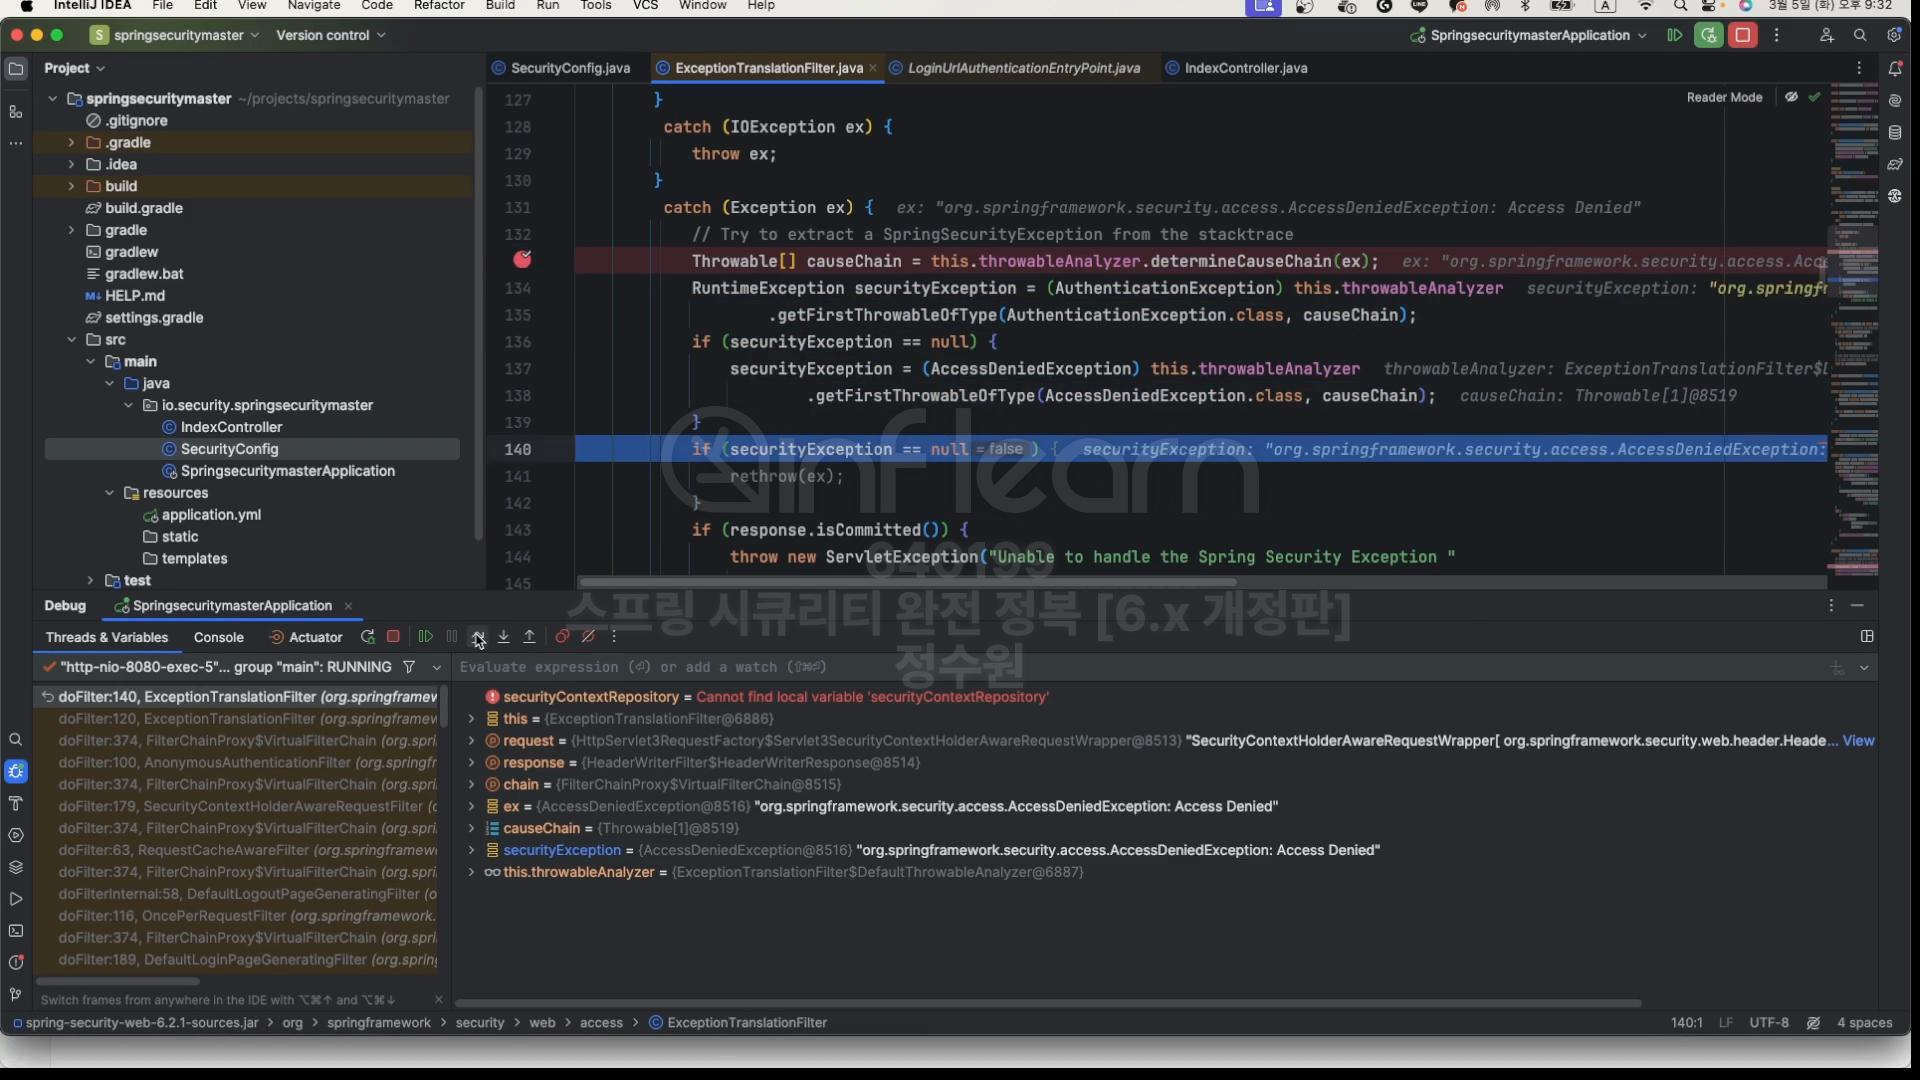 IntelliJ IDEA File Edit View Navigate Code Refactor Build Run Tools VCS Window Help 3월 5일 (화) 오후 9:32
S springsecuritymaster Version control SpringsecuritymasterApplication
Project
SecurityConfig.java ExceptionTranslationFilter.java LoginUrlAuthenticationEntryPoint.java IndexController.java
Reader Mode
springsecuritymaster ~/projects/springsecuritymaster
.gitignore
.gradle
.idea
build
build.gradle
gradle
gradlew
gradlew.bat
M↓ HELP.md
settings.gradle
src
main
java
io.security.springsecuritymaster
IndexController
SecurityConfig
SpringsecuritymasterApplication
resources
application.yml
static
templates
test
127 }
128 catch (IOException ex) {
129 throw ex;
130 }
131 catch (Exception ex) { ex: "org.springframework.security.access.AccessDeniedException: Access Denied"
132 // Try to extract a SpringSecurityException from the stacktrace
Throwable[] causeChain = this.throwableAnalyzer.determineCauseChain(ex); ex: "org.springframework.security.access.Acce
134 RuntimeException securityException = (AuthenticationException) this.throwableAnalyzer securityException: "org.springfr
135 .getFirstThrowableOfType(AuthenticationException.class, causeChain);
136 if (securityException == null) {
137 securityException = (AccessDeniedException) this.throwableAnalyzer throwableAnalyzer: ExceptionTranslationFilter$D
138 .getFirstThrowableOfType(AccessDeniedException.class, causeChain); causeChain: Throwable[1]@8519
139 }
140 if (securityException == null = false ) { securityException: "org.springframework.security.access.AccessDeniedException:
141 rethrow(ex);
142 }
143 if (response.isCommitted()) {
144 throw new ServletException("Unable to handle the Spring Security Exception "
145
inflearn
040199
스프링 시큐리티 완전 정복 [6.x 개정판]
정수원
Debug SpringsecuritymasterApplication
Threads & Variables Console Actuator
"http-nio-8080-exec-5"... group "main": RUNNING
Evaluate expression (⏎) or add a watch (⇧⌘⏎)
doFilter:140, ExceptionTranslationFilter (org.springframew
doFilter:120, ExceptionTranslationFilter (org.springframew
doFilter:374, FilterChainProxy$VirtualFilterChain (org.spri
doFilter:100, AnonymousAuthenticationFilter (org.springf
doFilter:374, FilterChainProxy$VirtualFilterChain (org.spri
doFilter:179, SecurityContextHolderAwareRequestFilter (o
doFilter:374, FilterChainProxy$VirtualFilterChain (org.spri
doFilter:63, RequestCacheAwareFilter (org.springframewo
doFilter:374, FilterChainProxy$VirtualFilterChain (org.spri
doFilterInternal:58, DefaultLogoutPageGeneratingFilter (o
doFilter:116, OncePerRequestFilter (org.springframework.
doFilter:374, FilterChainProxy$VirtualFilterChain (org.spri
doFilter:189, DefaultLoginPageGeneratingFilter (org.spring
securityContextRepository = Cannot find local variable 'securityContextRepository'
this = {ExceptionTranslationFilter@6886}
request = {HttpServlet3RequestFactory$Servlet3SecurityContextHolderAwareRequestWrapper@8513} "SecurityContextHolderAwareRequestWrapper[ org.springframework.security.web.header.Heade... View
response = {HeaderWriterFilter$HeaderWriterResponse@8514}
chain = {FilterChainProxy$VirtualFilterChain@8515}
ex = {AccessDeniedException@8516} "org.springframework.security.access.AccessDeniedException: Access Denied"
causeChain = {Throwable[1]@8519}
securityException = {AccessDeniedException@8516} "org.springframework.security.access.AccessDeniedException: Access Denied"
this.throwableAnalyzer = {ExceptionTranslationFilter$DefaultThrowableAnalyzer@6887}
Switch frames from anywhere in the IDE with ⌥⌘↑ and ⌥⌘↓
spring-security-web-6.2.1-sources.jar > org > springframework > security > web > access > ExceptionTranslationFilter
140:1 LF UTF-8 4 spaces